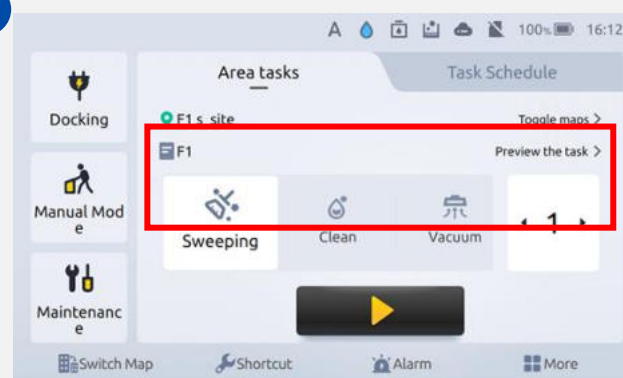 A 100% 16:12
Area tasks
Task Schedule
Docking
F1 s site
Toggle maps >
F1
Preview the task >
Manual Mod
e
Sweeping
Clean
Vacuum
1
Maintenanc
e
Switch Map
Shortcut
Alarm
More